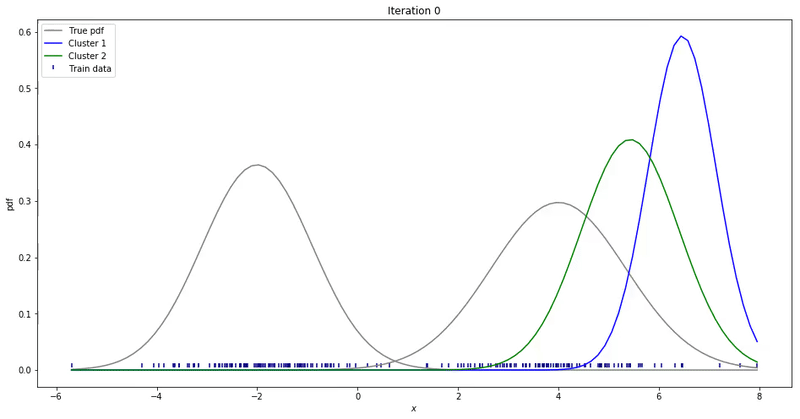 Iteration 0
True pdf
Cluster 1
Cluster 2
Train data
pdf
0.6
0.5
0.4
0.3
0.2
0.1
0.0
−6 −4 −2 0 2 4 6 8
x